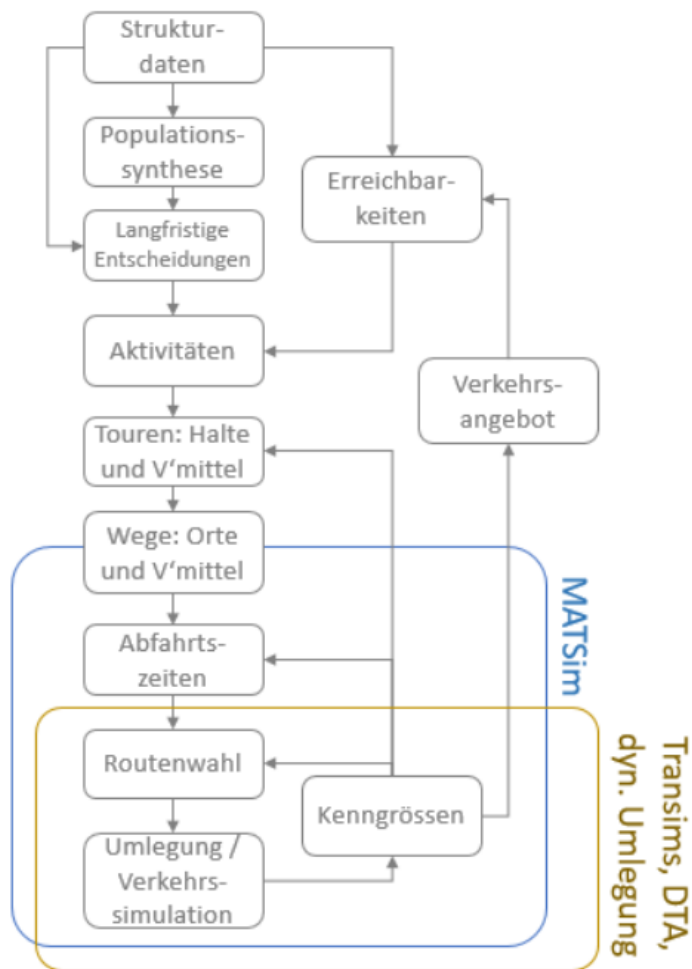 Struktur-
daten
Populations-
synthese
Erreichbar-
keiten
Langfristige
Entscheidungen
Aktivitäten
Verkehrs-
angebot
Touren: Halte
und V'mittel
Wege: Orte
und V'mittel
MATSim
Abfahrts-
zeiten
Routenwahl
Kenngrössen
Umlegung /
Verkehrs-
simulation
Transims, DTA,
dyn. Umlegung